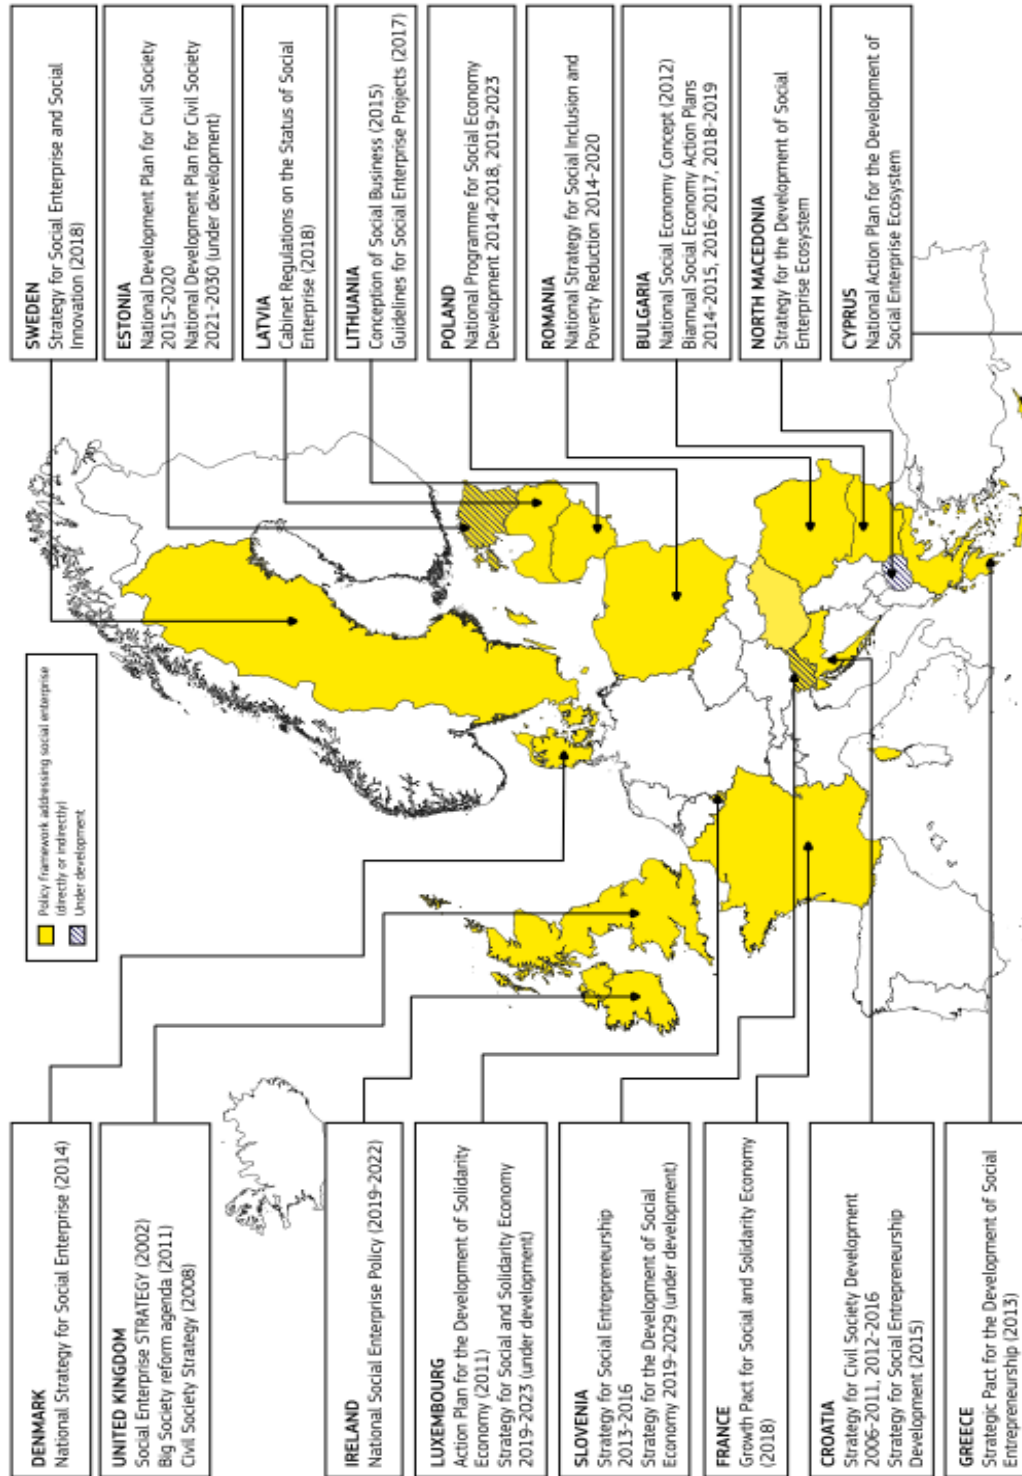 DENMARK
National Strategy for Social Enterprise (2014)
UNITED KINGDOM
Social Enterprise STRATEGY (2002)
Big Society reform agenda (2011)
Civil Society Strategy (2008)
IRELAND
National Social Enterprise Policy (2019-2022)
LUXEMBOURG
Action Plan for the Development of Solidarity
Economy (2011)
Strategy for Social and Solidarity Economy
2019-2023 (under development)
SLOVENIA
Strategy for Social Entrepreneurship
2013-2016
Strategy for the Development of Social
Economy 2019-2029 (under development)
FRANCE
Growth Pact for Social and Solidarity Economy
(2018)
CROATIA
Strategy for Civil Society Development
2006-2011, 2012-2016
Strategy for Social Entrepreneurship
Development (2015)
GREECE
Strategic Pact for the Development of Social
Entrepreneurship (2013)
Policy framework addressing social enterprise
(directly or indirectly)
Under development
SWEDEN
Strategy for Social Enterprise and Social
Innovation (2018)
ESTONIA
National Development Plan for Civil Society
2015-2020
National Development Plan for Civil Society
2021-2030 (under development)
LATVIA
Cabinet Regulations on the Status of Social
Enterprise (2018)
LITHUANIA
Conception of Social Business (2015)
Guidelines for Social Enterprise Projects (2017)
POLAND
National Programme for Social Economy
Development 2014-2018, 2019-2023
ROMANIA
National Strategy for Social Inclusion and
Poverty Reduction 2014-2020
BULGARIA
National Social Economy Concept (2012)
Biannual Social Economy Action Plans
2014-2015, 2016-2017, 2018-2019
NORTH MACEDONIA
Strategy for the Development of Social
Enterprise Ecosystem
CYPRUS
National Action Plan for the Development of
Social Enterprise Ecosystem